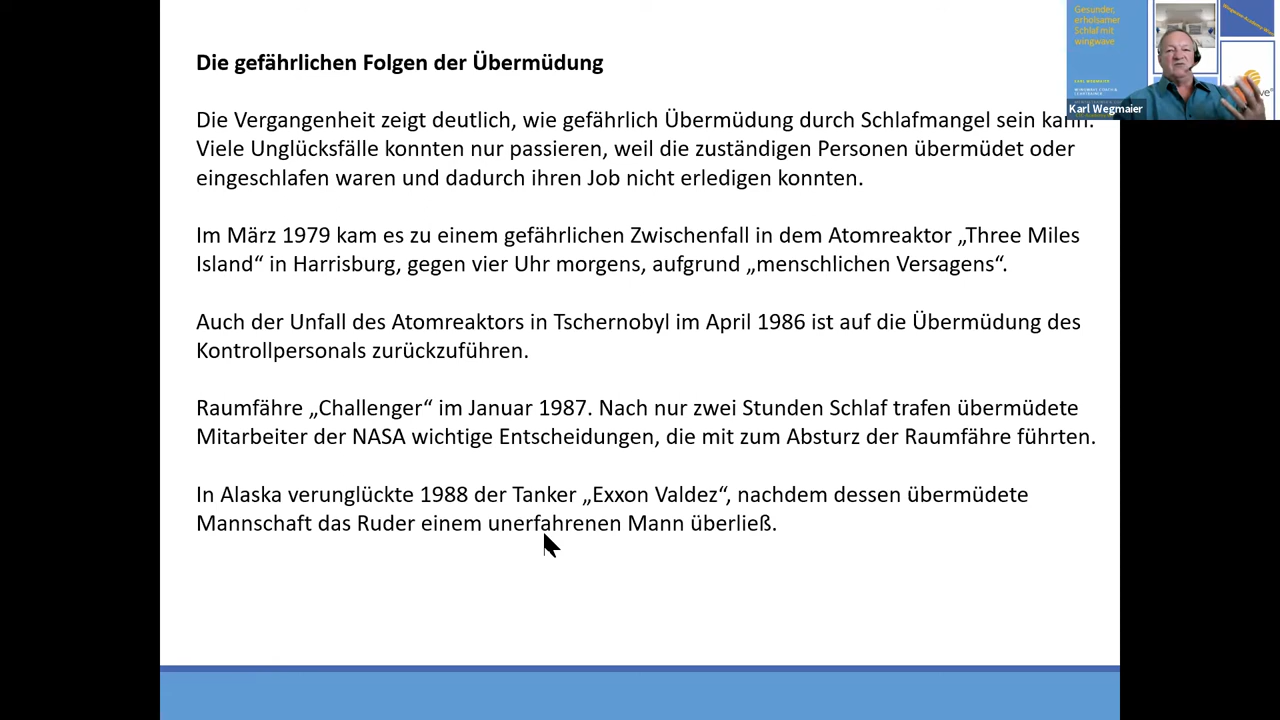 Die gefährlichen Folgen der Übermüdung
Die Vergangenheit zeigt deutlich, wie gefährlich Übermüdung durch Schlafmangel sein kann.
Viele Unglücksfälle konnten nur passieren, weil die zuständigen Personen übermüdet oder
eingeschlafen waren und dadurch ihren Job nicht erledigen konnten.
Im März 1979 kam es zu einem gefährlichen Zwischenfall in dem Atomreaktor „Three Miles
Island“ in Harrisburg, gegen vier Uhr morgens, aufgrund „menschlichen Versagens“.
Auch der Unfall des Atomreaktors in Tschernobyl im April 1986 ist auf die Übermüdung des
Kontrollpersonals zurückzuführen.
Raumfähre „Challenger“ im Januar 1987. Nach nur zwei Stunden Schlaf trafen übermüdete
Mitarbeiter der NASA wichtige Entscheidungen, die mit zum Absturz der Raumfähre führten.
In Alaska verunglückte 1988 der Tanker „Exxon Valdez“, nachdem dessen übermüdete
Mannschaft das Ruder einem unerfahrenen Mann überließ.
Gesunder,
erholsamer
Schlaf mit
wingwave
KARL WEGMAIER
Karl Wegmaier